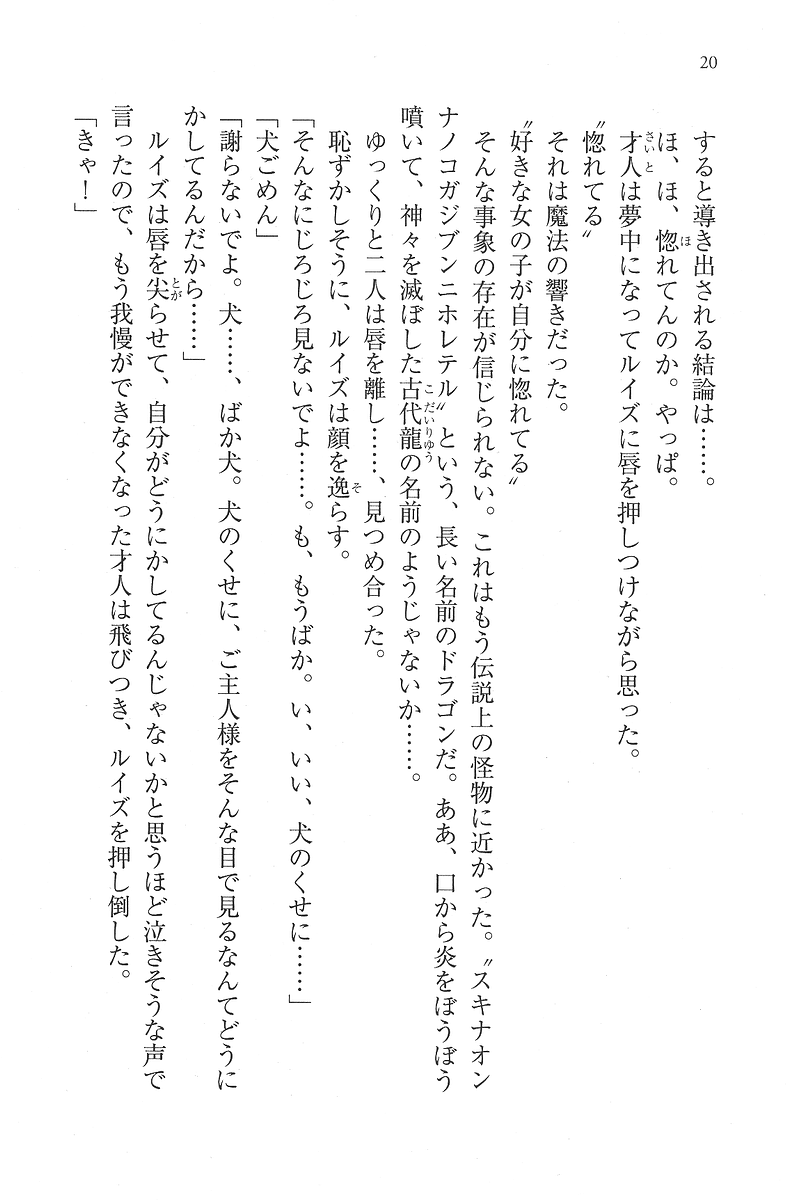 20
すると導き出される結論は……。
ほ、ほ、惚れてんのか。やっぱ。
才人は夢中になってルイズに唇を押しつけながら思った。
〝惚れてる〟
それは魔法の響きだった。
〝好きな女の子が自分に惚れてる〟
そんな事象の存在が信じられない。これはもう伝説上の怪物に近かった。〝スキナオン
ナノコガジブンニホレテル〟という、長い名前のドラゴンだ。ああ、口から炎をぼうぼう
噴いて、神々を滅ぼした古代龍の名前のようじゃないか……。
ゆっくりと二人は唇を離し……、見つめ合った。
恥ずかしそうに、ルイズは顔を逸らす。
「そんなにじろじろ見ないでよ……。も、もうばか。い、いい、犬のくせに……」
「犬ごめん」
「謝らないでよ。犬……、ばか犬。犬のくせに、ご主人様をそんな目で見るなんてどうに
かしてるんだから……」
ルイズは唇を尖らせて、自分がどうにかしてるんじゃないかと思うほど泣きそうな声で
言ったので、もう我慢ができなくなった才人は飛びつき、ルイズを押し倒した。
「きゃ！」